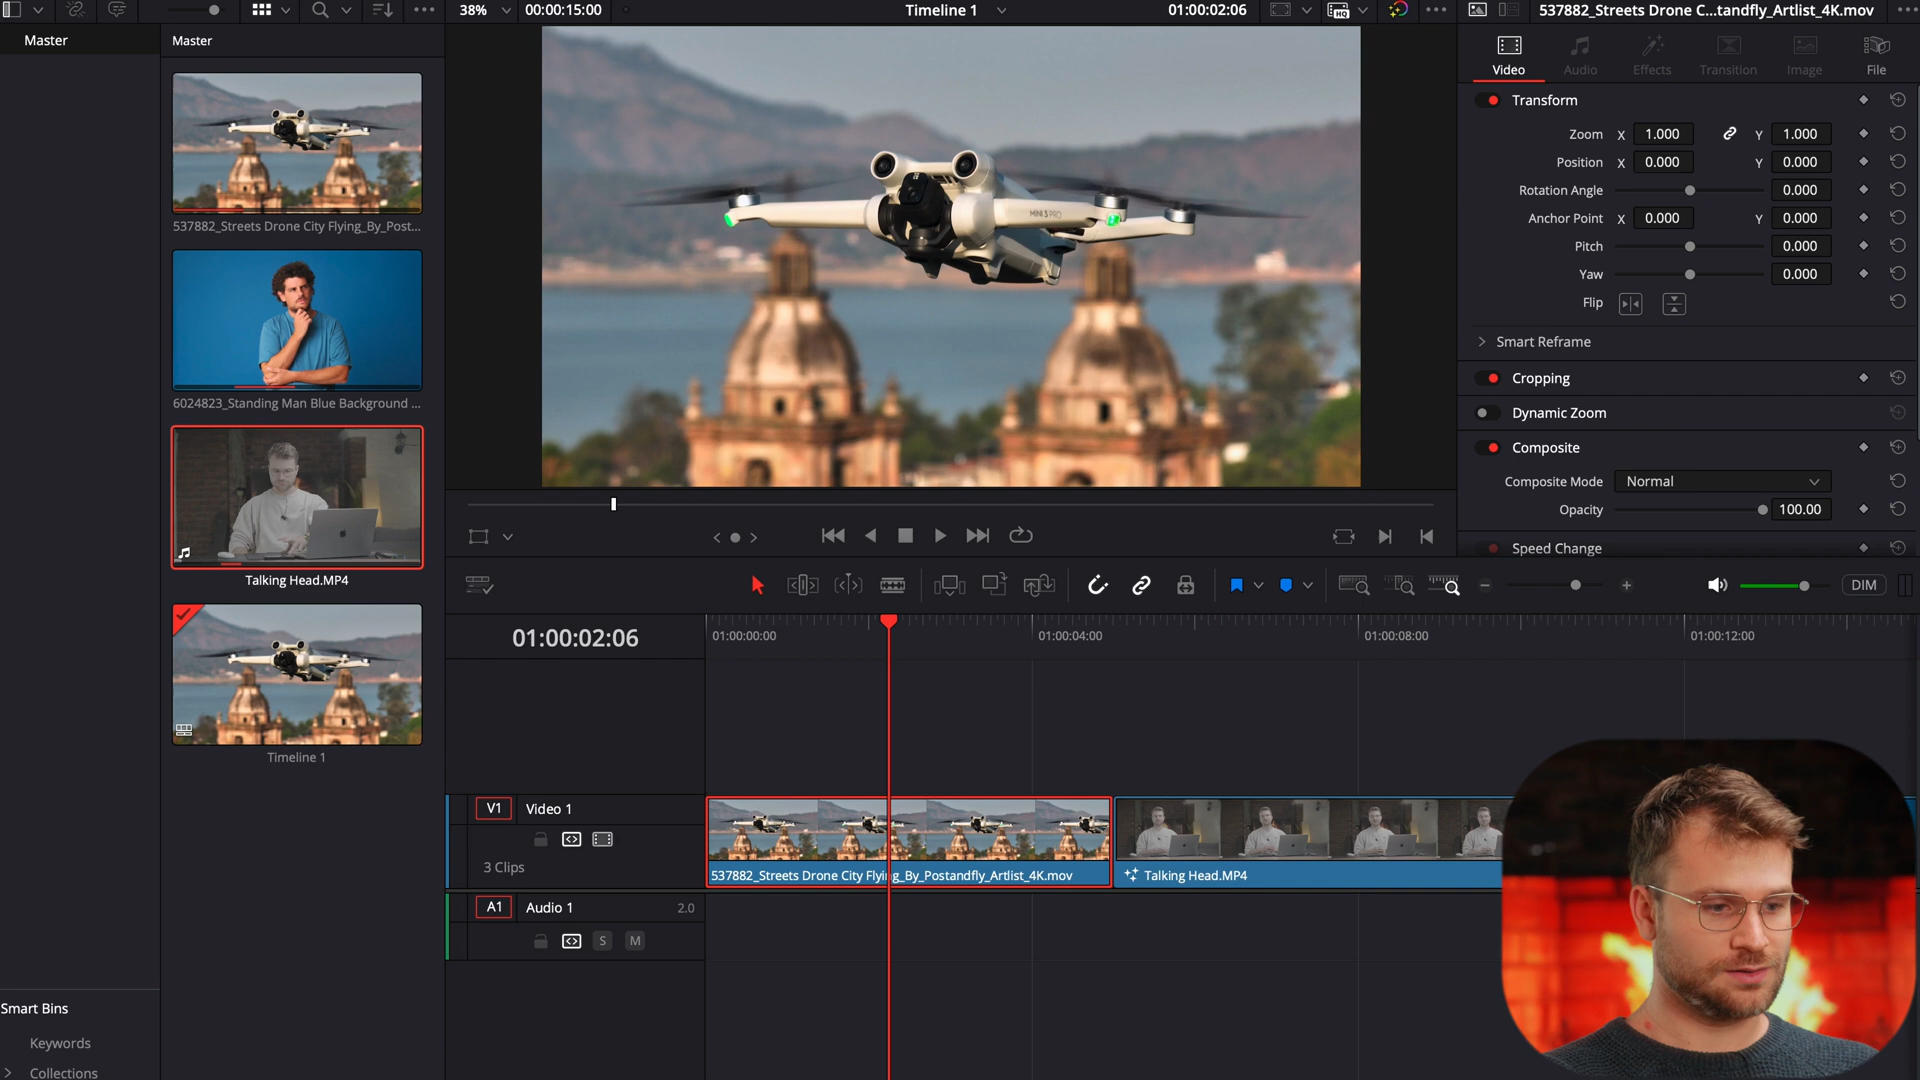 38%
00:00:15:00
Timeline 1
01:00:02:06
537882_Streets Drone C...tandfly_Artlist_4K.mov
Master
Master
537882_Streets Drone City Flying_By_Post...
6024823_Standing Man Blue Background ...
Talking Head.MP4
Timeline 1
Smart Bins
Keywords
Collections
MINI 3 PRO
Video
Audio
Effects
Transition
Image
File
Transform
Zoom X 1.000 Y 1.000
Position X 0.000 Y 0.000
Rotation Angle 0.000
Anchor Point X 0.000 Y 0.000
Pitch 0.000
Yaw 0.000
Flip
Smart Reframe
Cropping
Dynamic Zoom
Composite
Composite Mode Normal
Opacity 100.00
Speed Change
DIM
01:00:02:06
01:00:00:00
01:00:04:00
01:00:08:00
01:00:12:00
V1 Video 1
3 Clips
537882_Streets Drone City Flying_By_Postandfly_Artlist_4K.mov
Talking Head.MP4
A1 Audio 1 2.0
S M